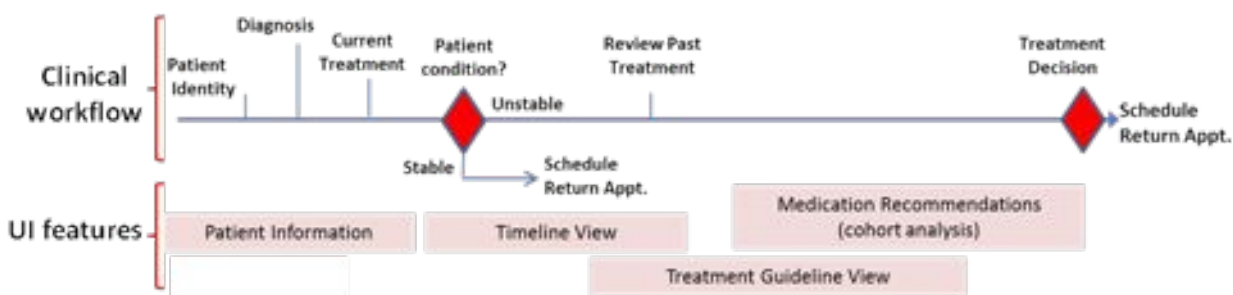 Clinical
workflow
Patient
Identity
Diagnosis
Current
Treatment
Patient
condition?
Unstable
Stable
Schedule
Return Appt.
Review Past
Treatment
Treatment
Decision
Schedule
Return Appt.
UI features
Patient Information
Timeline View
Medication Recommendations
(cohort analysis)
Treatment Guideline View